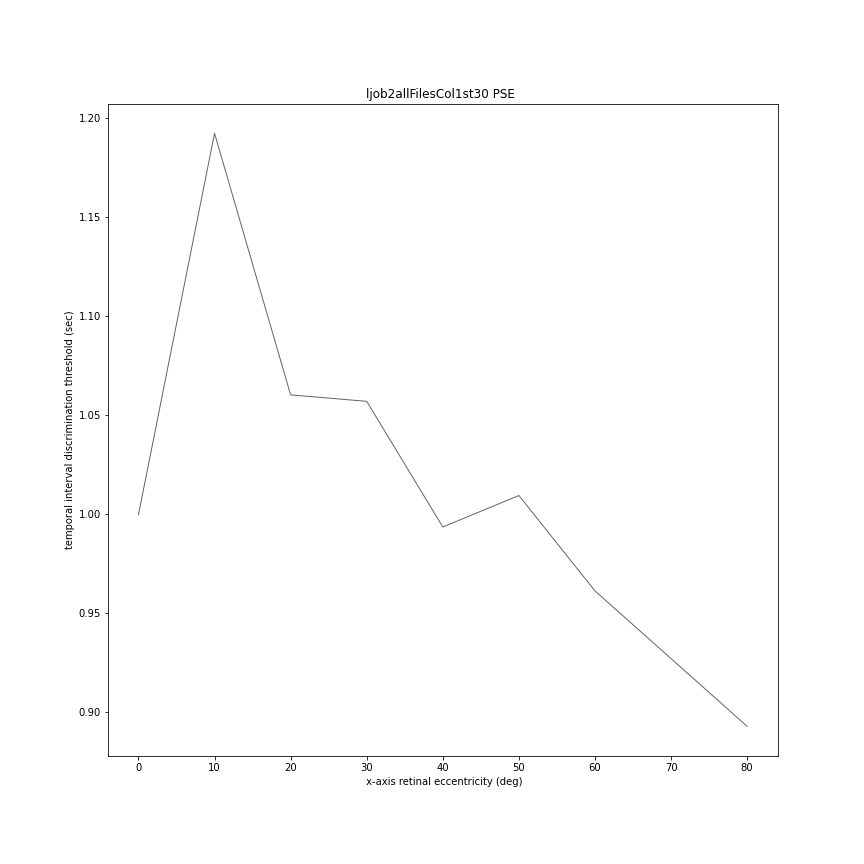 ljob2allFilesCol1st30 PSE
temporal interval discrimination threshold (sec)
1.20
1.15
1.10
1.05
1.00
0.95
0.90
0 10 20 30 40 50 60 70 80
x-axis retinal eccentricity (deg)